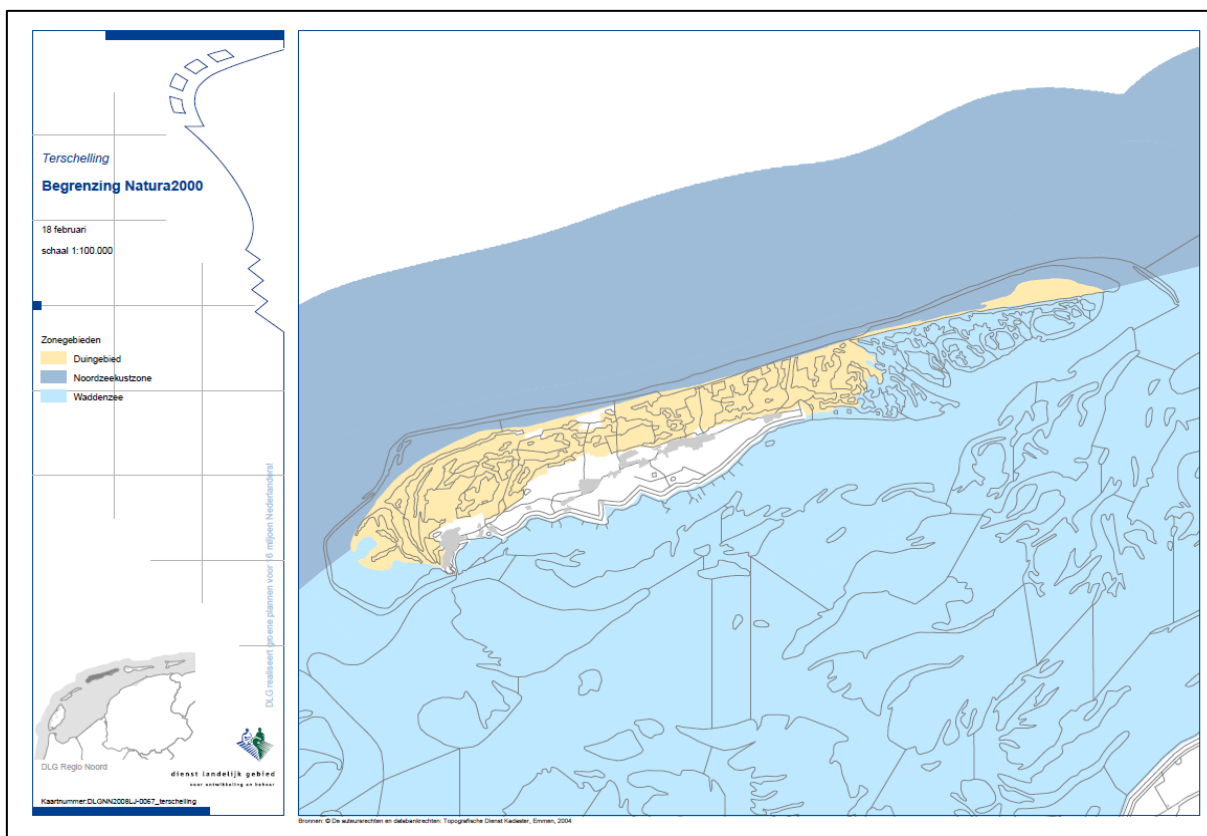 Terschelling
Begrenzing Natura2000
18 februari
schaal 1:100.000
Zonegebieden
Duingebied
Noordzeekustzone
Waddenzee
DLG realiseert groene plannen voor 16 miljoen Nederlanders!
DLG Regio Noord
dienst landelijk gebied
voor ontwikkeling en beheer
Kaartnummer:DLGNN2008LJ-0067_terschelling
Bronnen: © De auteursrechten en databankrechten: Topografische Dienst Kadaster, Emmen, 2004